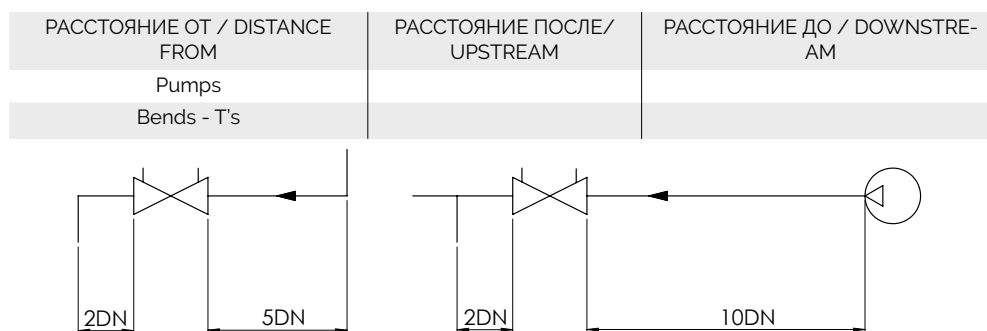 РАССТОЯНИЕ ОТ / DISTANCE
FROM
РАССТОЯНИЕ ПОСЛЕ/
UPSTREAM
РАССТОЯНИЕ ДО / DOWNSTRE-
AM
Pumps
Bends - T's
2DN
5DN
2DN
10DN